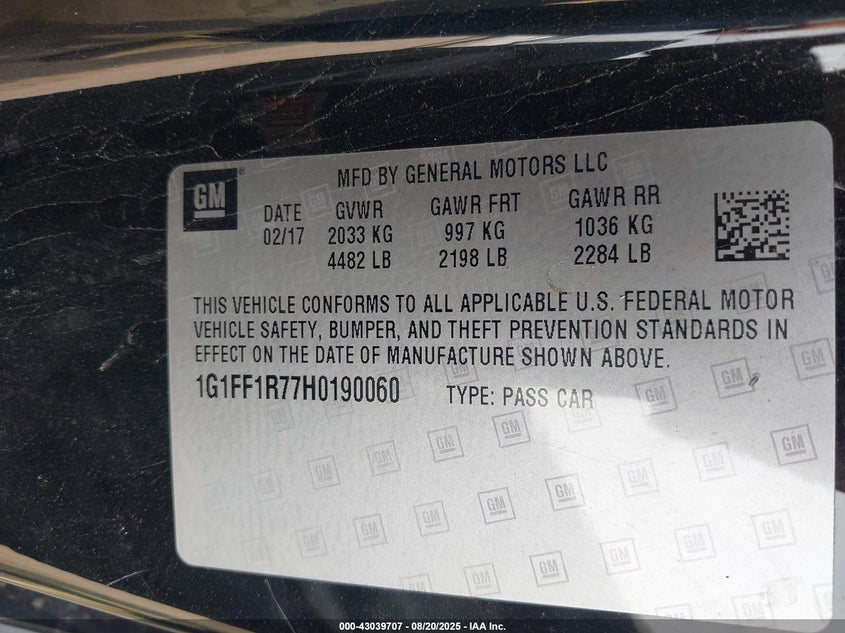 GM ®
MFD BY GENERAL MOTORS LLC
DATE GVWR GAWR FRT GAWR RR
02/17 2033 KG 997 KG 1036 KG
4482 LB 2198 LB 2284 LB
THIS VEHICLE CONFORMS TO ALL APPLICABLE U.S. FEDERAL MOTOR
VEHICLE SAFETY, BUMPER, AND THEFT PREVENTION STANDARDS IN
EFFECT ON THE DATE OF MANUFACTURE SHOWN ABOVE.
1G1FF1R77H0190060 TYPE: PASS CAR
000-43039707 - 08/20/2025 - IAA Inc.